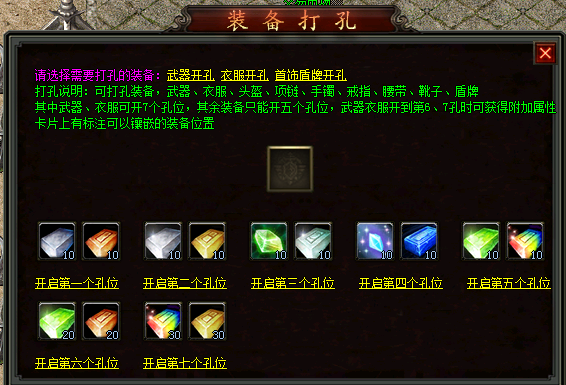 装备打孔
请选择需要打孔的装备：武器开孔 衣服开孔 首饰盾牌开孔
打孔说明：可打孔装备，武器、衣服、头盔、项链、手镯、戒指、腰带、靴子、盾牌
其中武器、衣服可开7个孔位，其余装备只能开五个孔位，武器衣服开到第6、7孔时可获得附加属性
卡片上有标注可以镶嵌的装备位置
10 10 10 10 10 10 10 10 10 10
开启第一个孔位 开启第二个孔位 开启第三个孔位 开启第四个孔位 开启第五个孔位
20 20 30 30
开启第六个孔位 开启第七个孔位